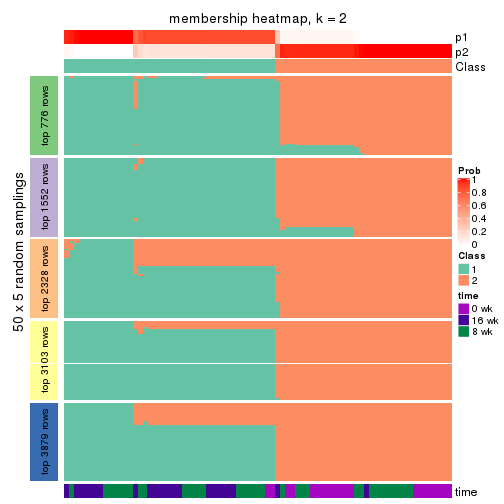 membership heatmap, k = 2
p1
p2
Class
50 x 5 random samplings
top 776 rows
top 1552 rows
top 2328 rows
top 3103 rows
top 3879 rows
Prob
1
0.8
0.6
0.4
0.2
0
Class
1
2
time
0 wk
16 wk
8 wk
time